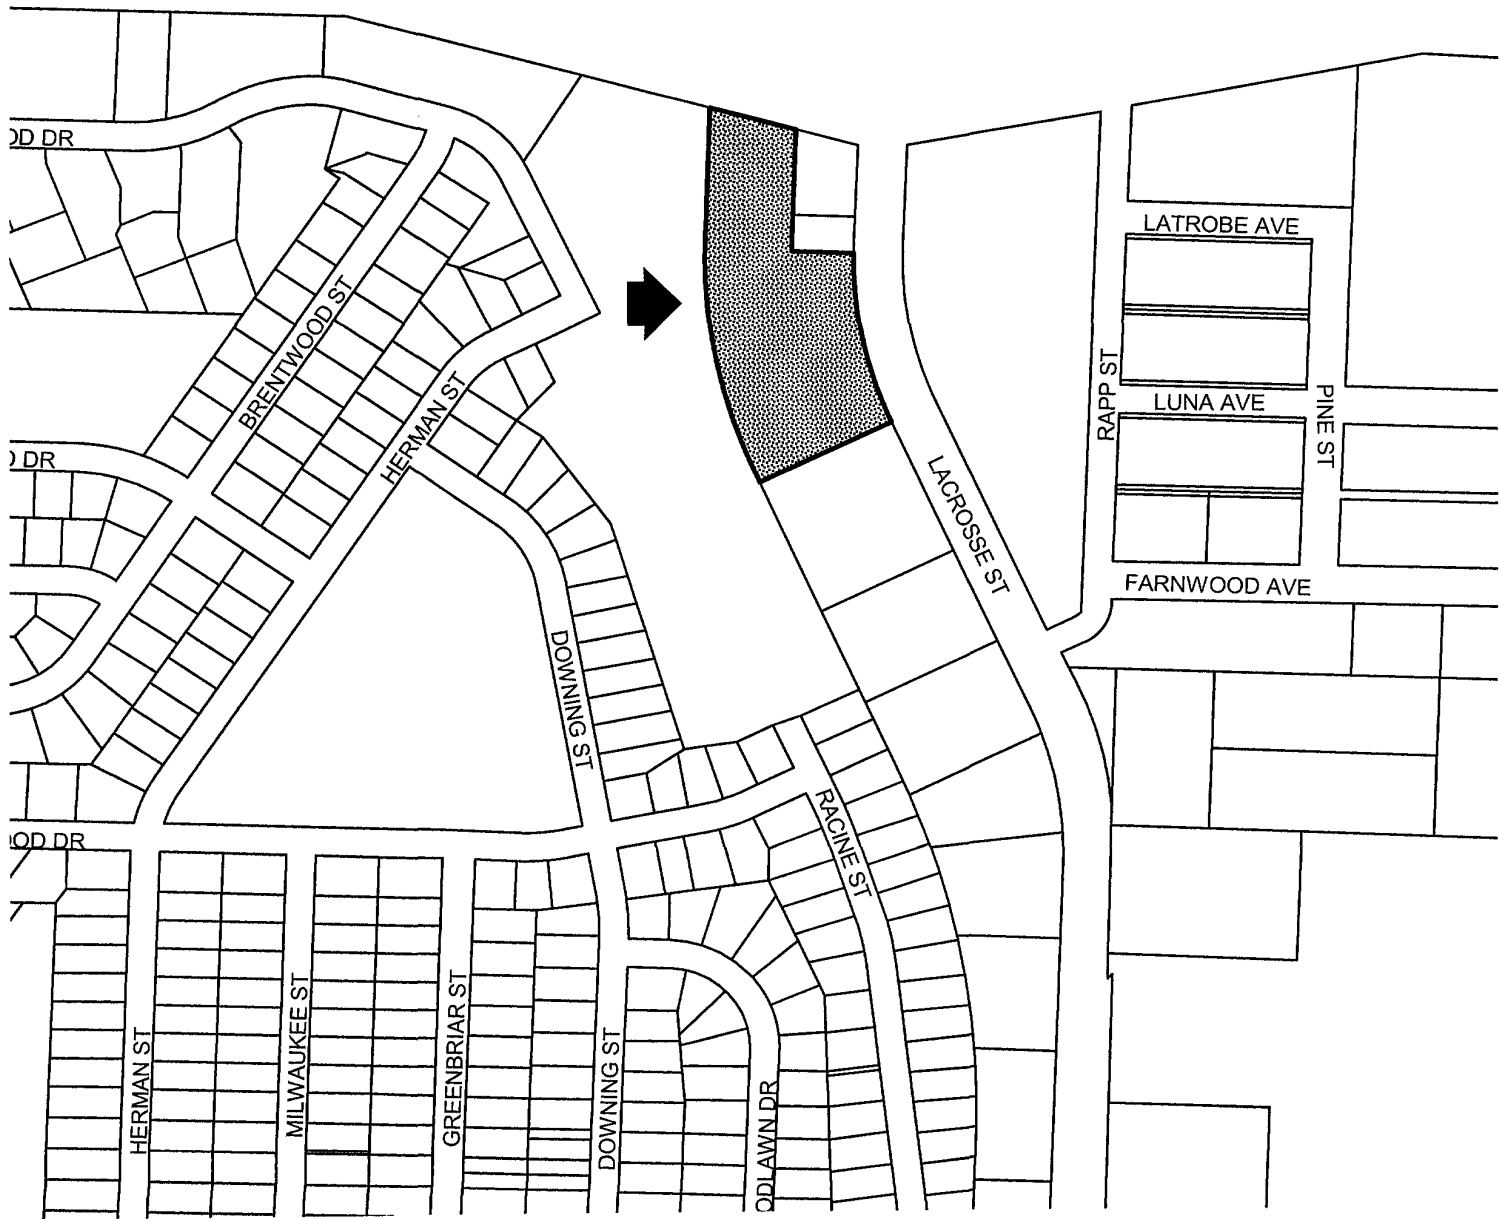 OD DR
LATROBE AVE
BRENTWOOD ST
RAPP ST
LUNA AVE
PINE ST
HERMAN ST
D DR
LACROSSE ST
FARNWOOD AVE
DOWNING ST
RACINE ST
OOD DR
HERMAN ST
MILWAUKEE ST
GREENBRIAR ST
DOWNING ST
ODLAWN DR